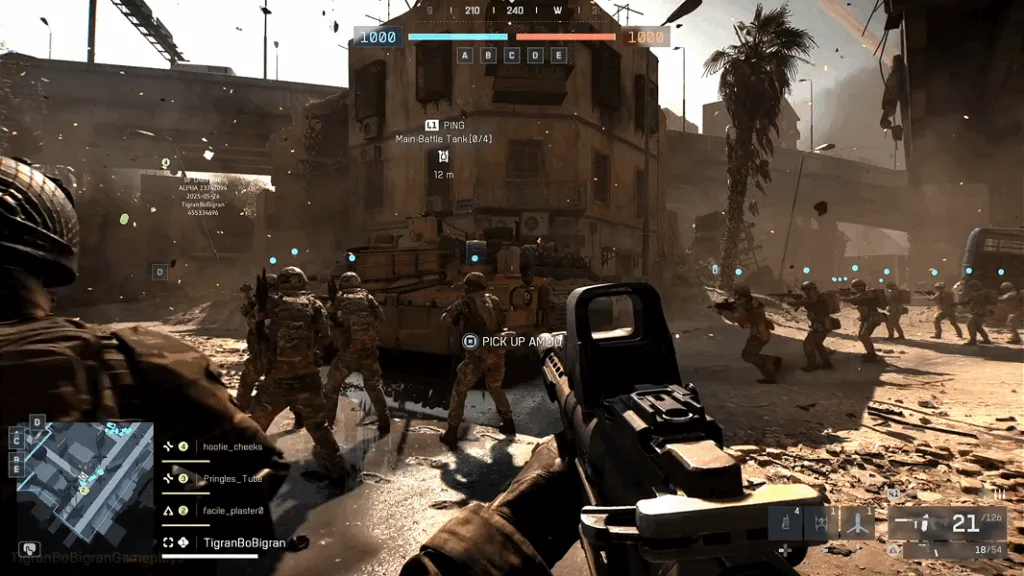 S 210 240 W
1000 1000
A B C D E
L1 PING
Main Battle Tank[0/4]
12 m
ALPHA 23742096
2025-05-26
TigranBoBigran
455334696
D
PICK UP AMMO
D
C
B
E
4 hootie_cheeks
3 Pringles_Tube
2 facile_plaster0
1 TigranBoBigran
TigranBoBigranGameplays
4 1 1
21 /126
18/54